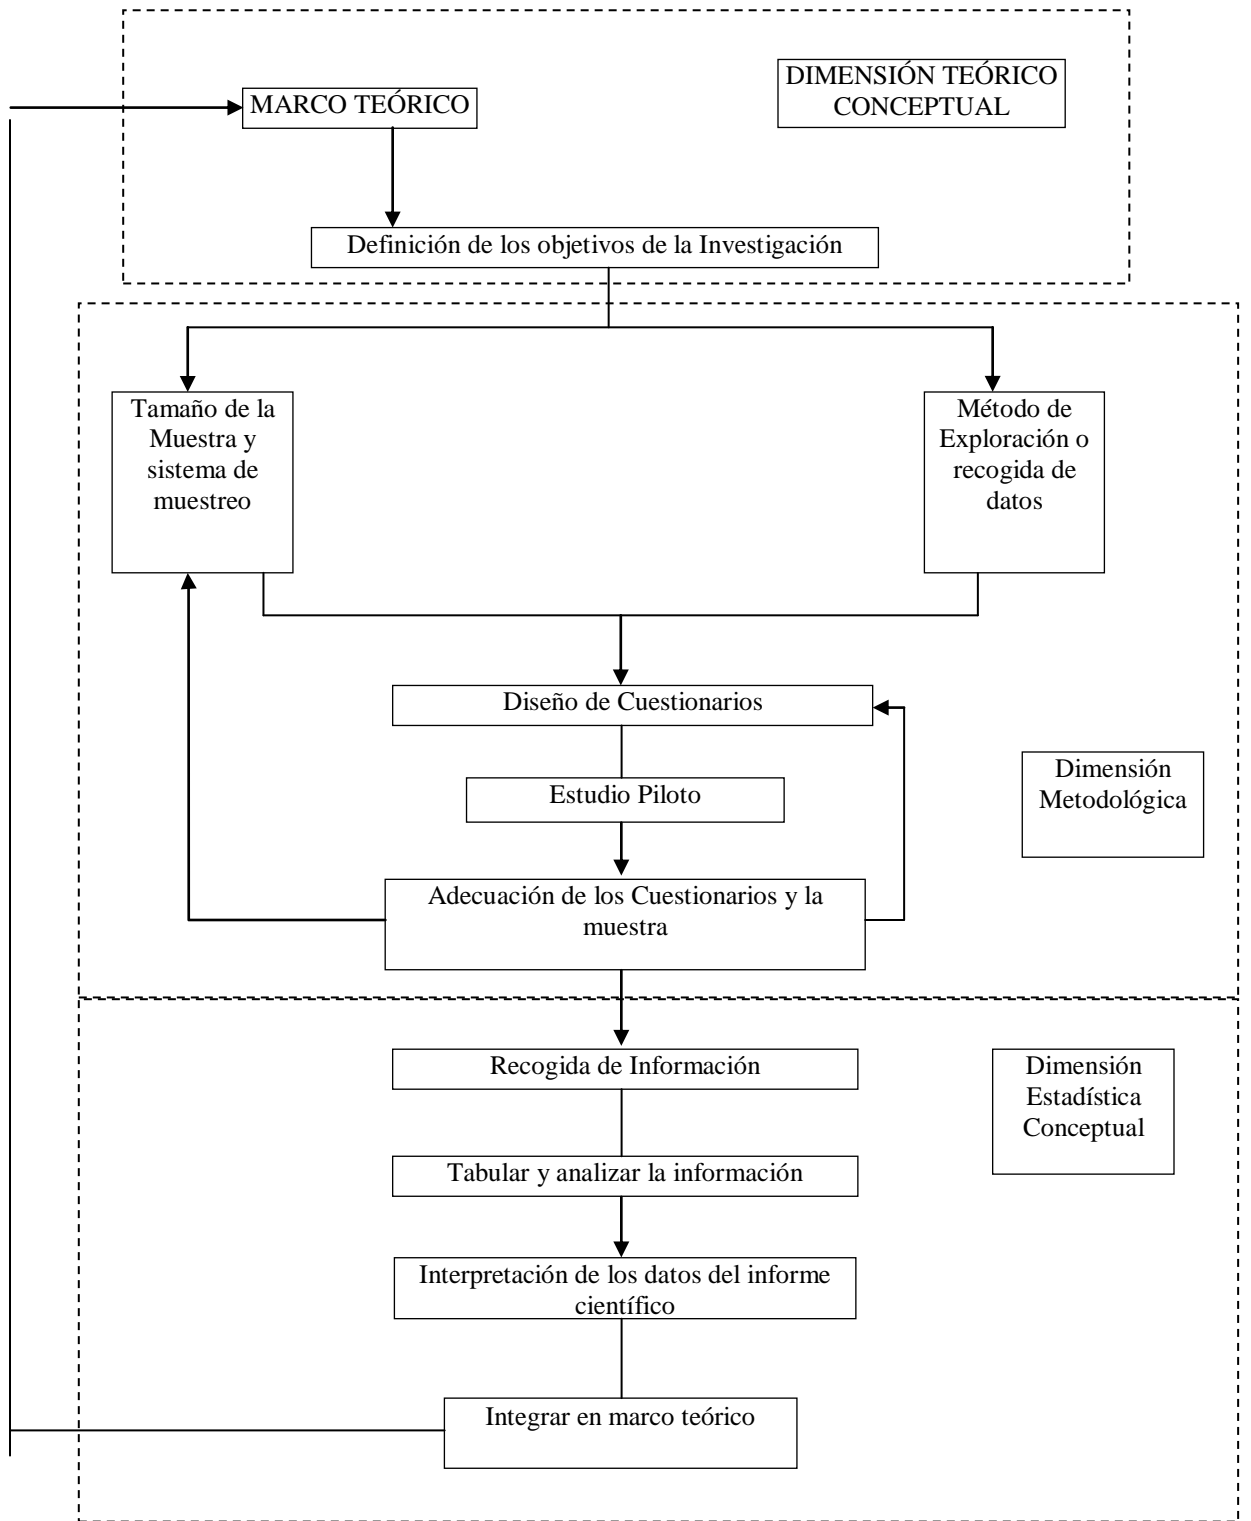 DIMENSIÓN TEÓRICO
CONCEPTUAL
MARCO TEÓRICO
Definición de los objetivos de la Investigación
Tamaño de la
Muestra y
sistema de
muestreo
Método de
Exploración o
recogida de
datos
Diseño de Cuestionarios
Estudio Piloto
Dimensión
Metodológica
Adecuación de los Cuestionarios y la
muestra
Recogida de Información
Dimensión
Estadística
Conceptual
Tabular y analizar la información
Interpretación de los datos del informe
científico
Integrar en marco teórico